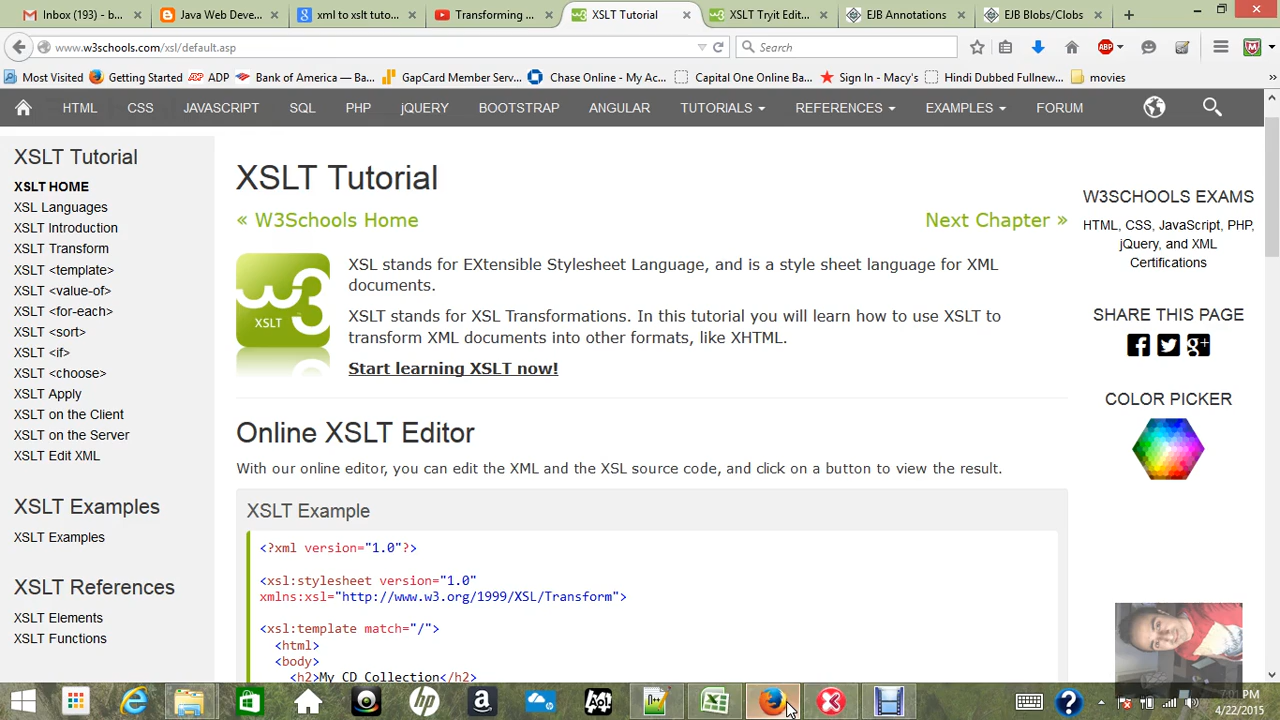 Inbox (193) - b
Java Web Deve
xml to xslt tuto
Transforming
XSLT Tutorial
XSLT Tryit Edit
EJB Annotations
EJB Blobs/Clobs
www.w3schools.com/xsl/default.asp
Search
ABP
Most Visited
Getting Started
ADP
Bank of America — Ba...
GapCard Member Serv...
Chase Online - My Ac...
Capital One Online Ba...
Sign In - Macy's
Hindi Dubbed Fullnew...
movies
HTML CSS JAVASCRIPT SQL PHP jQUERY BOOTSTRAP ANGULAR TUTORIALS REFERENCES EXAMPLES FORUM
XSLT Tutorial
XSLT HOME
XSL Languages
XSLT Introduction
XSLT Transform
XSLT <template>
XSLT <value-of>
XSLT <for-each>
XSLT <sort>
XSLT <if>
XSLT <choose>
XSLT Apply
XSLT on the Client
XSLT on the Server
XSLT Edit XML
XSLT Examples
XSLT Examples
XSLT References
XSLT Elements
XSLT Functions
XSLT Tutorial
« W3Schools Home
Next Chapter »
w3
XSLT
XSL stands for EXtensible Stylesheet Language, and is a style sheet language for XML
documents.
XSLT stands for XSL Transformations. In this tutorial you will learn how to use XSLT to
transform XML documents into other formats, like XHTML.
Start learning XSLT now!
Online XSLT Editor
With our online editor, you can edit the XML and the XSL source code, and click on a button to view the result.
XSLT Example
<?xml version="1.0"?>
<xsl:stylesheet version="1.0"
xmlns:xsl="http://www.w3.org/1999/XSL/Transform">
<xsl:template match="/">
<html>
<body>
<h2>My CD Collection</h2>
W3SCHOOLS EXAMS
HTML, CSS, JavaScript, PHP,
jQuery, and XML
Certifications
SHARE THIS PAGE
COLOR PICKER
7:01 PM
4/22/2015